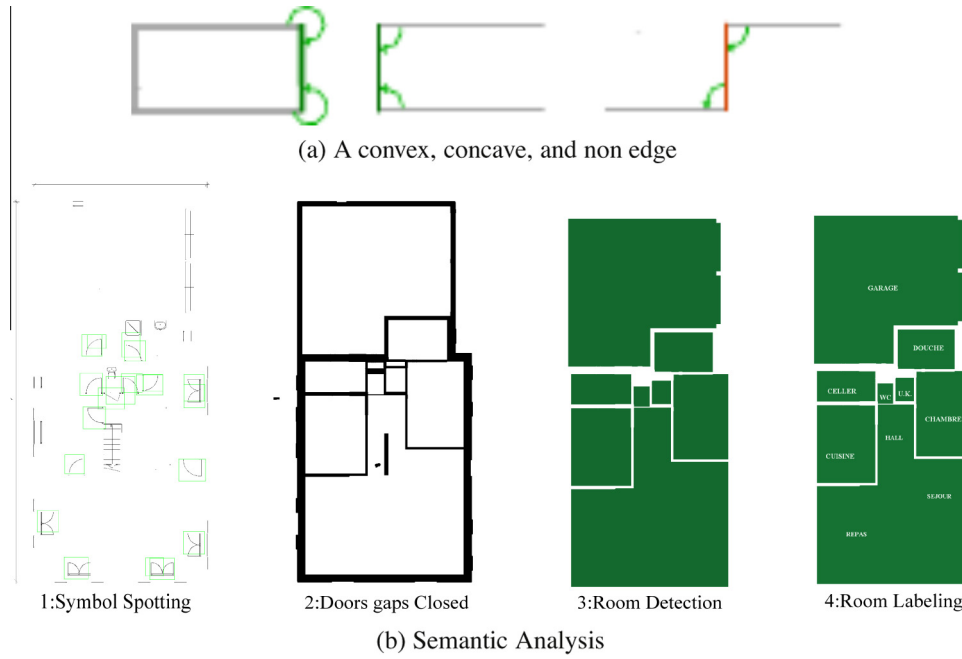 (a) A convex, concave, and non edge
GARAGE
DOUCHE
CELLER
WC
U.K.
CHAMBRE
HALL
CUISINE
SEJOUR
REPAS
1:Symbol Spotting
2:Doors gaps Closed
3:Room Detection
4:Room Labeling
(b) Semantic Analysis